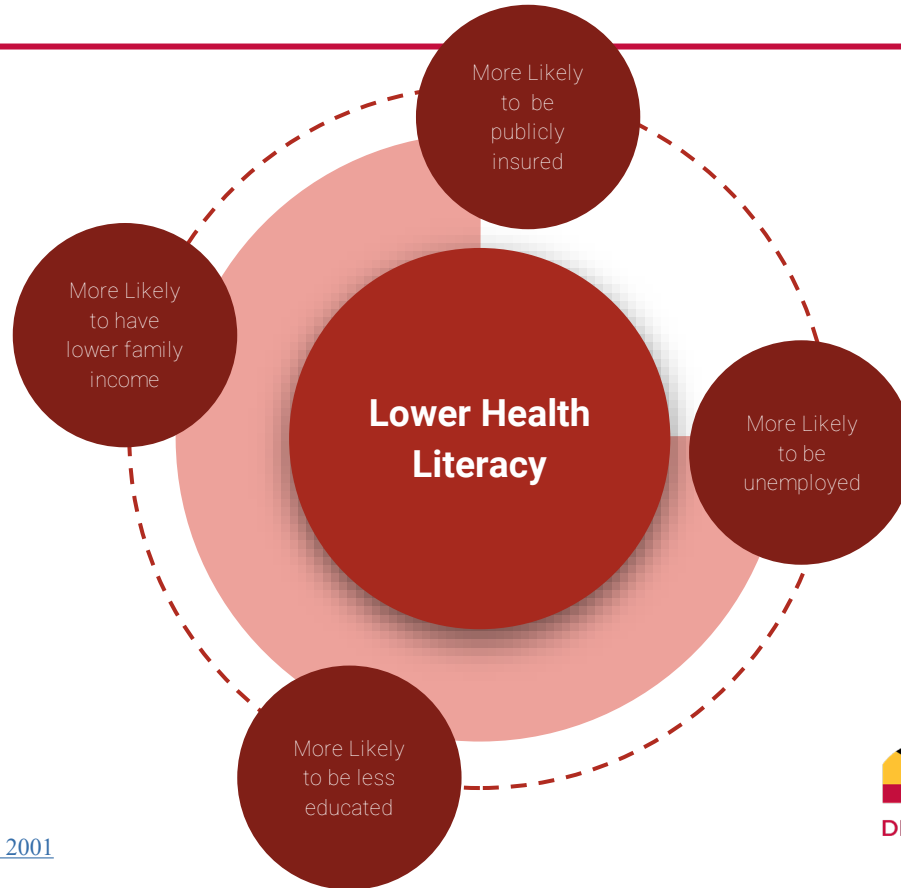 More Likely
to be
publicly
insured
More Likely
to have
lower family
income
Lower Health
Literacy
More Likely
to be
unemployed
More Likely
to be less
educated
2001